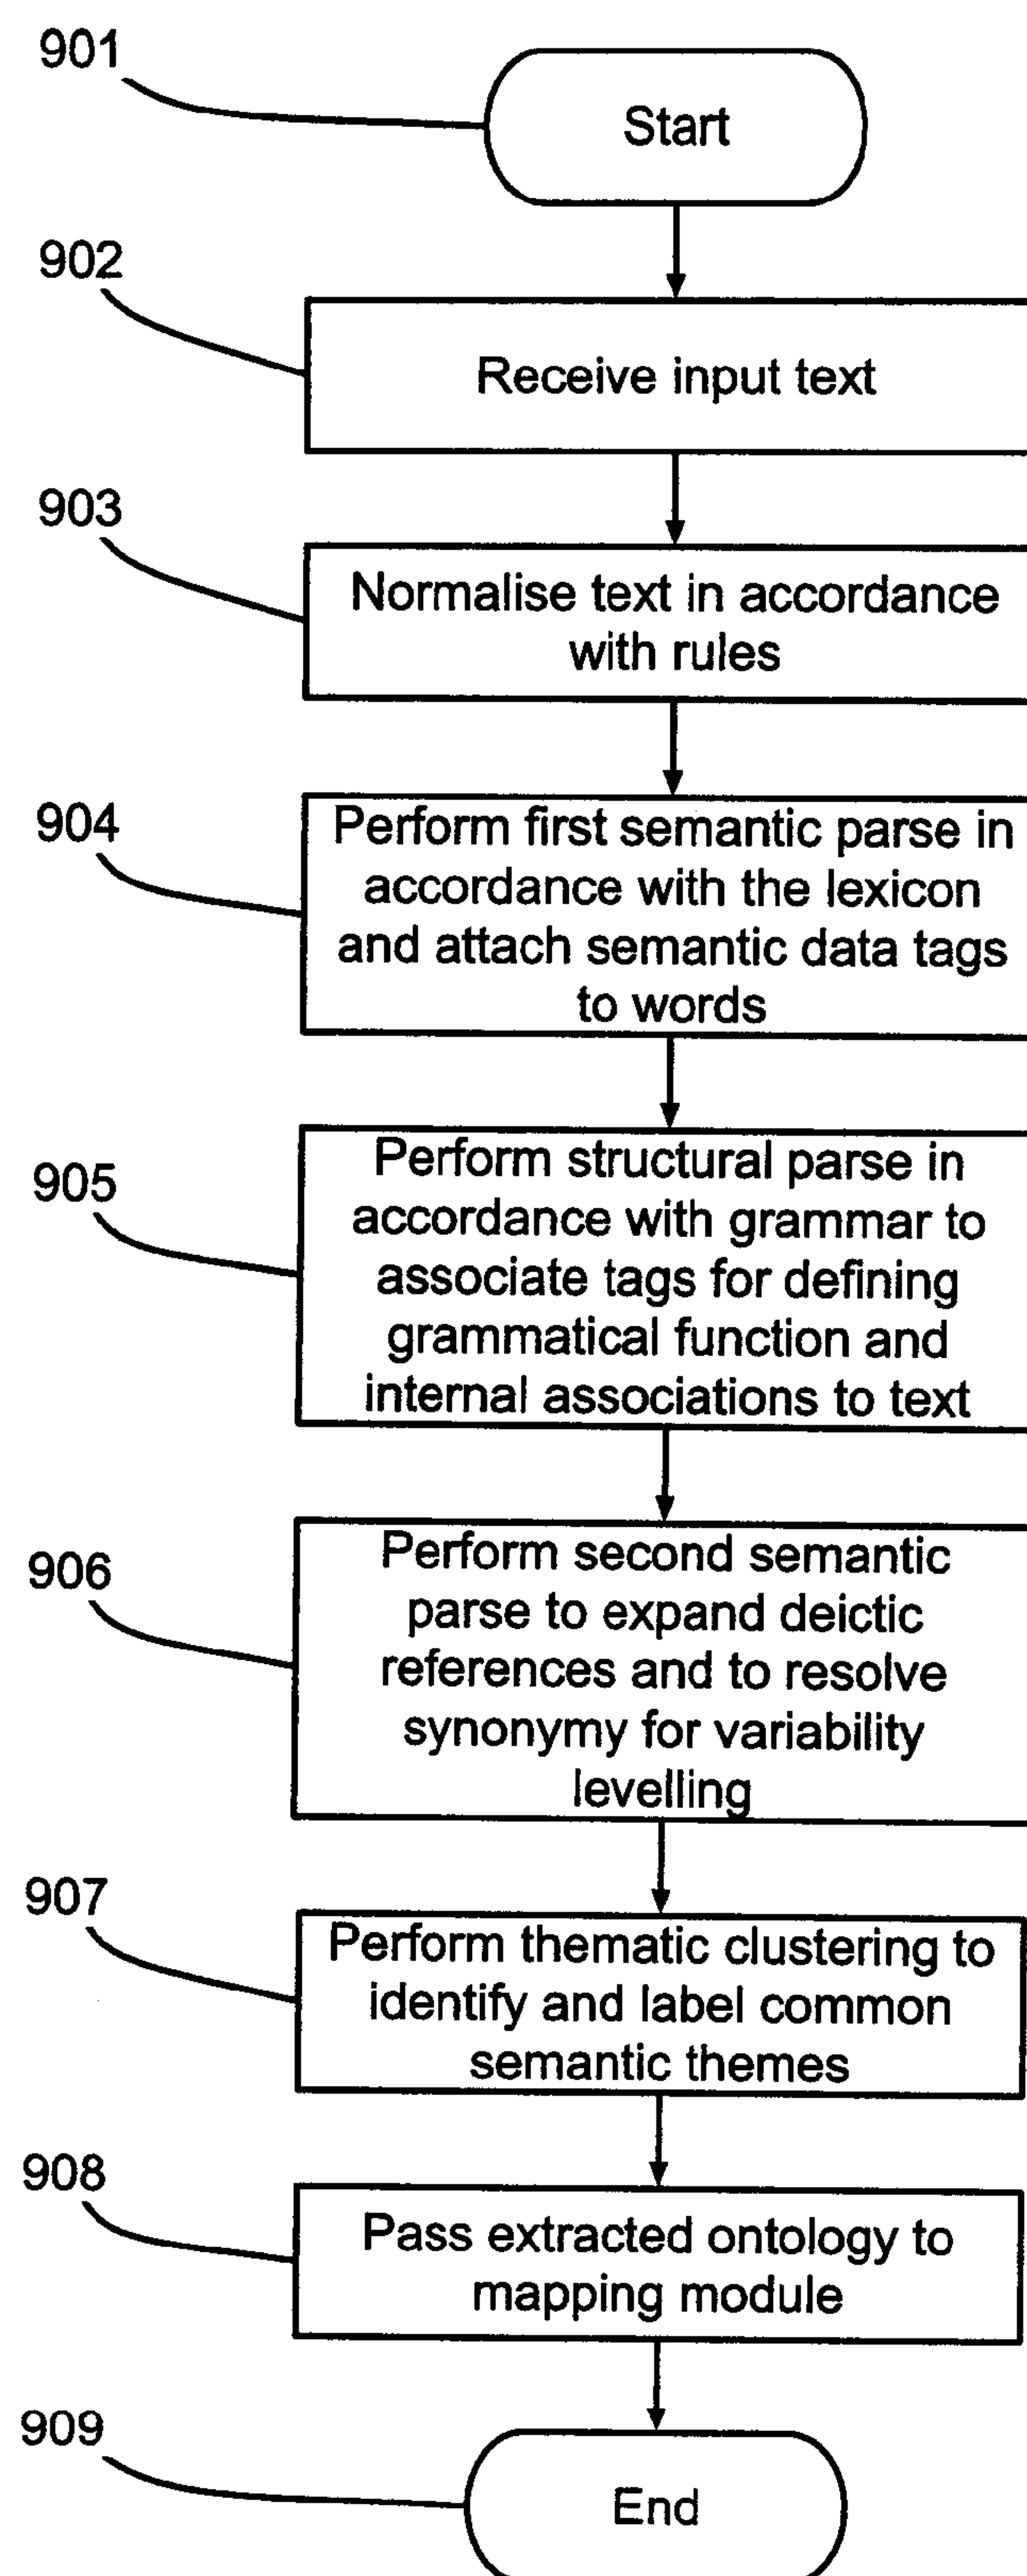 901
Start
902
Receive input text
903
Normalise text in accordance
with rules
904
Perform first semantic parse in
accordance with the lexicon
and attach semantic data tags
to words
905
Perform structural parse in
accordance with grammar to
associate tags for defining
grammatical function and
internal associations to text
906
Perform second semantic
parse to expand deictic
references and to resolve
synonymy for variability
levelling
907
Perform thematic clustering to
identify and label common
semantic themes
908
Pass extracted ontology to
mapping module
909
End